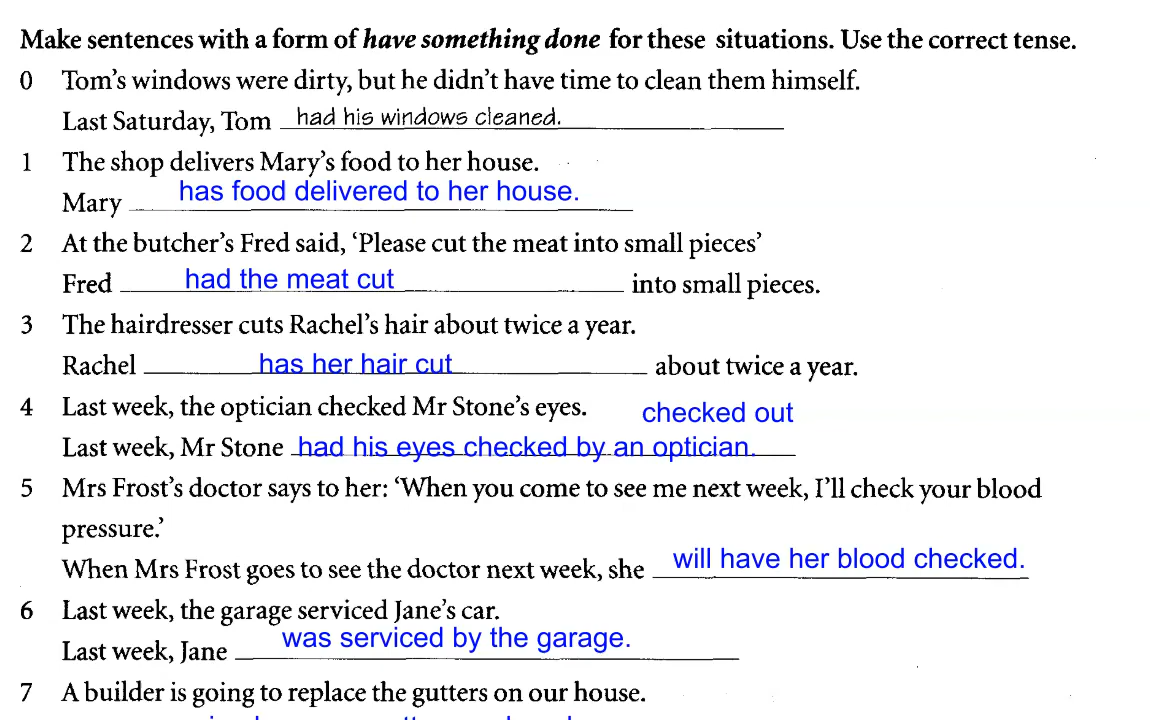 Make sentences with a form of have something done for these situations. Use the correct tense.
0 Tom's windows were dirty, but he didn't have time to clean them himself.
Last Saturday, Tom had his windows cleaned.
1 The shop delivers Mary's food to her house.
Mary has food delivered to her house.
2 At the butcher's Fred said, 'Please cut the meat into small pieces'
Fred had the meat cut into small pieces.
3 The hairdresser cuts Rachel's hair about twice a year.
Rachel has her hair cut about twice a year.
4 Last week, the optician checked Mr Stone's eyes. checked out
Last week, Mr Stone had his eyes checked by an optician.
5 Mrs Frost's doctor says to her: 'When you come to see me next week, I'll check your blood
pressure.'
When Mrs Frost goes to see the doctor next week, she will have her blood checked.
6 Last week, the garage serviced Jane's car.
Last week, Jane was serviced by the garage.
7 A builder is going to replace the gutters on our house.